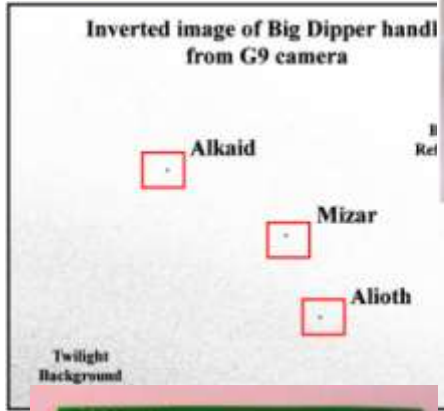 Inverted image of Big Dipper handl
from G9 camera
Alkaid
Mizar
Alioth
Twilight
Background